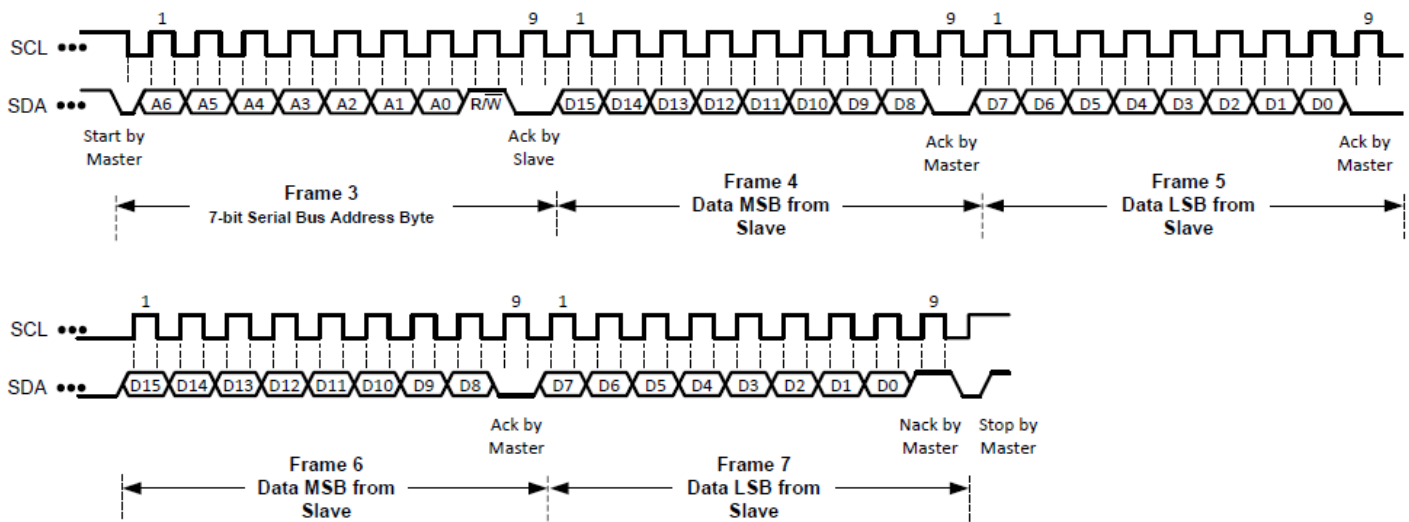 1 9 1 9 1 9
SCL •••
SDA ••• A6 A5 A4 A3 A2 A1 A0 R/W̅ D15 D14 D13 D12 D11 D10 D9 D8 D7 D6 D5 D4 D3 D2 D1 D0
Start by
Master
Ack by
Slave
Ack by
Master
Ack by
Master
Frame 3
7-bit Serial Bus Address Byte
Frame 4
Data MSB from
Slave
Frame 5
Data LSB from
Slave
1 9 1 9
SCL •••
SDA ••• D15 D14 D13 D12 D11 D10 D9 D8 D7 D6 D5 D4 D3 D2 D1 D0
Ack by
Master
Nack by
Master
Stop by
Master
Frame 6
Data MSB from
Slave
Frame 7
Data LSB from
Slave